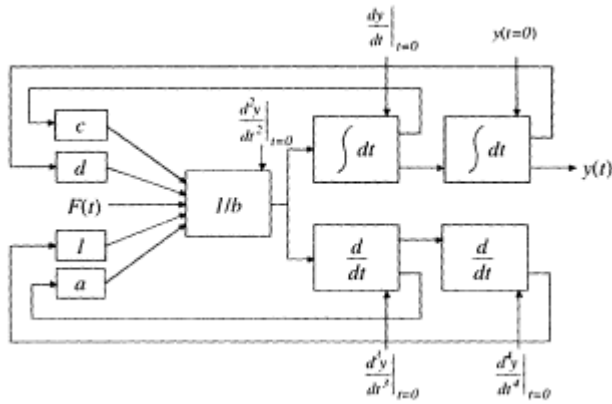 dy/dt|t=0
y(t=0)
d²y/dt²|t=0
c
d
F(t)
l
a
1/b
∫ dt
∫ dt
y(t)
d/dt
d/dt
d³y/dt³|t=0
d⁴y/dt⁴|t=0